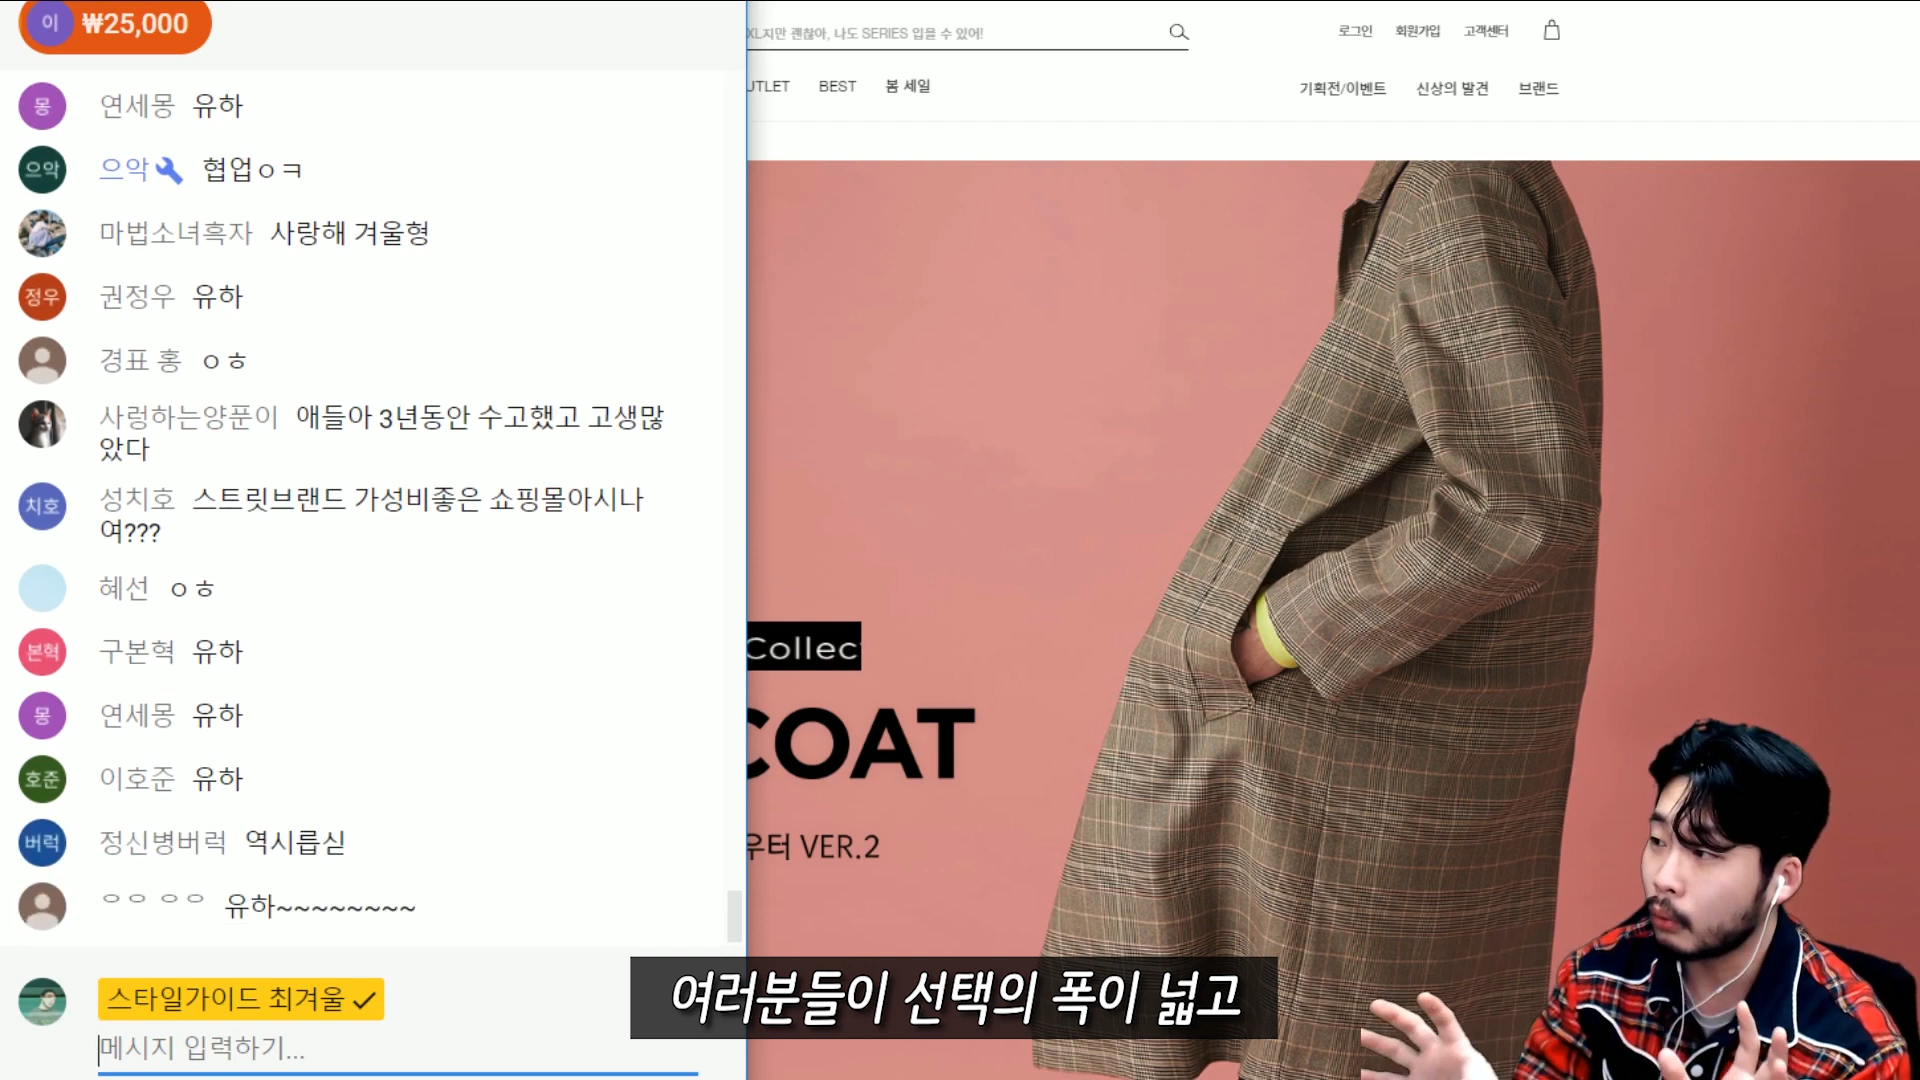 이 ₩25,000
몽 연세몽 유하
으악 으악 협업ㅇㅋ
마법소녀흑자 사랑해 겨울형
정우 권정우 유하
경표 홍 ㅇㅎ
사렁하는양푼이 애들아 3년동안 수고했고 고생많
았다
치호 성치호 스트릿브랜드 가성비좋은 쇼핑몰아시나
여???
혜선 ㅇㅎ
본혁 구본혁 유하
몽 연세몽 유하
호준 이호준 유하
버럭 정신병버럭 역시릅싣
ᄋᄋ ᄋᄋ 유하~~~~~~~~
스타일가이드 최겨울
메시지 입력하기...
XL지만 괜찮아, 나도 SERIES 입을 수 있어!
로그인 회원가입 고객센터
UTLET BEST 봄 세일
기획전/이벤트 신상의 발견 브랜드
Collec
COAT
우터 VER.2
여러분들이 선택의 폭이 넓고